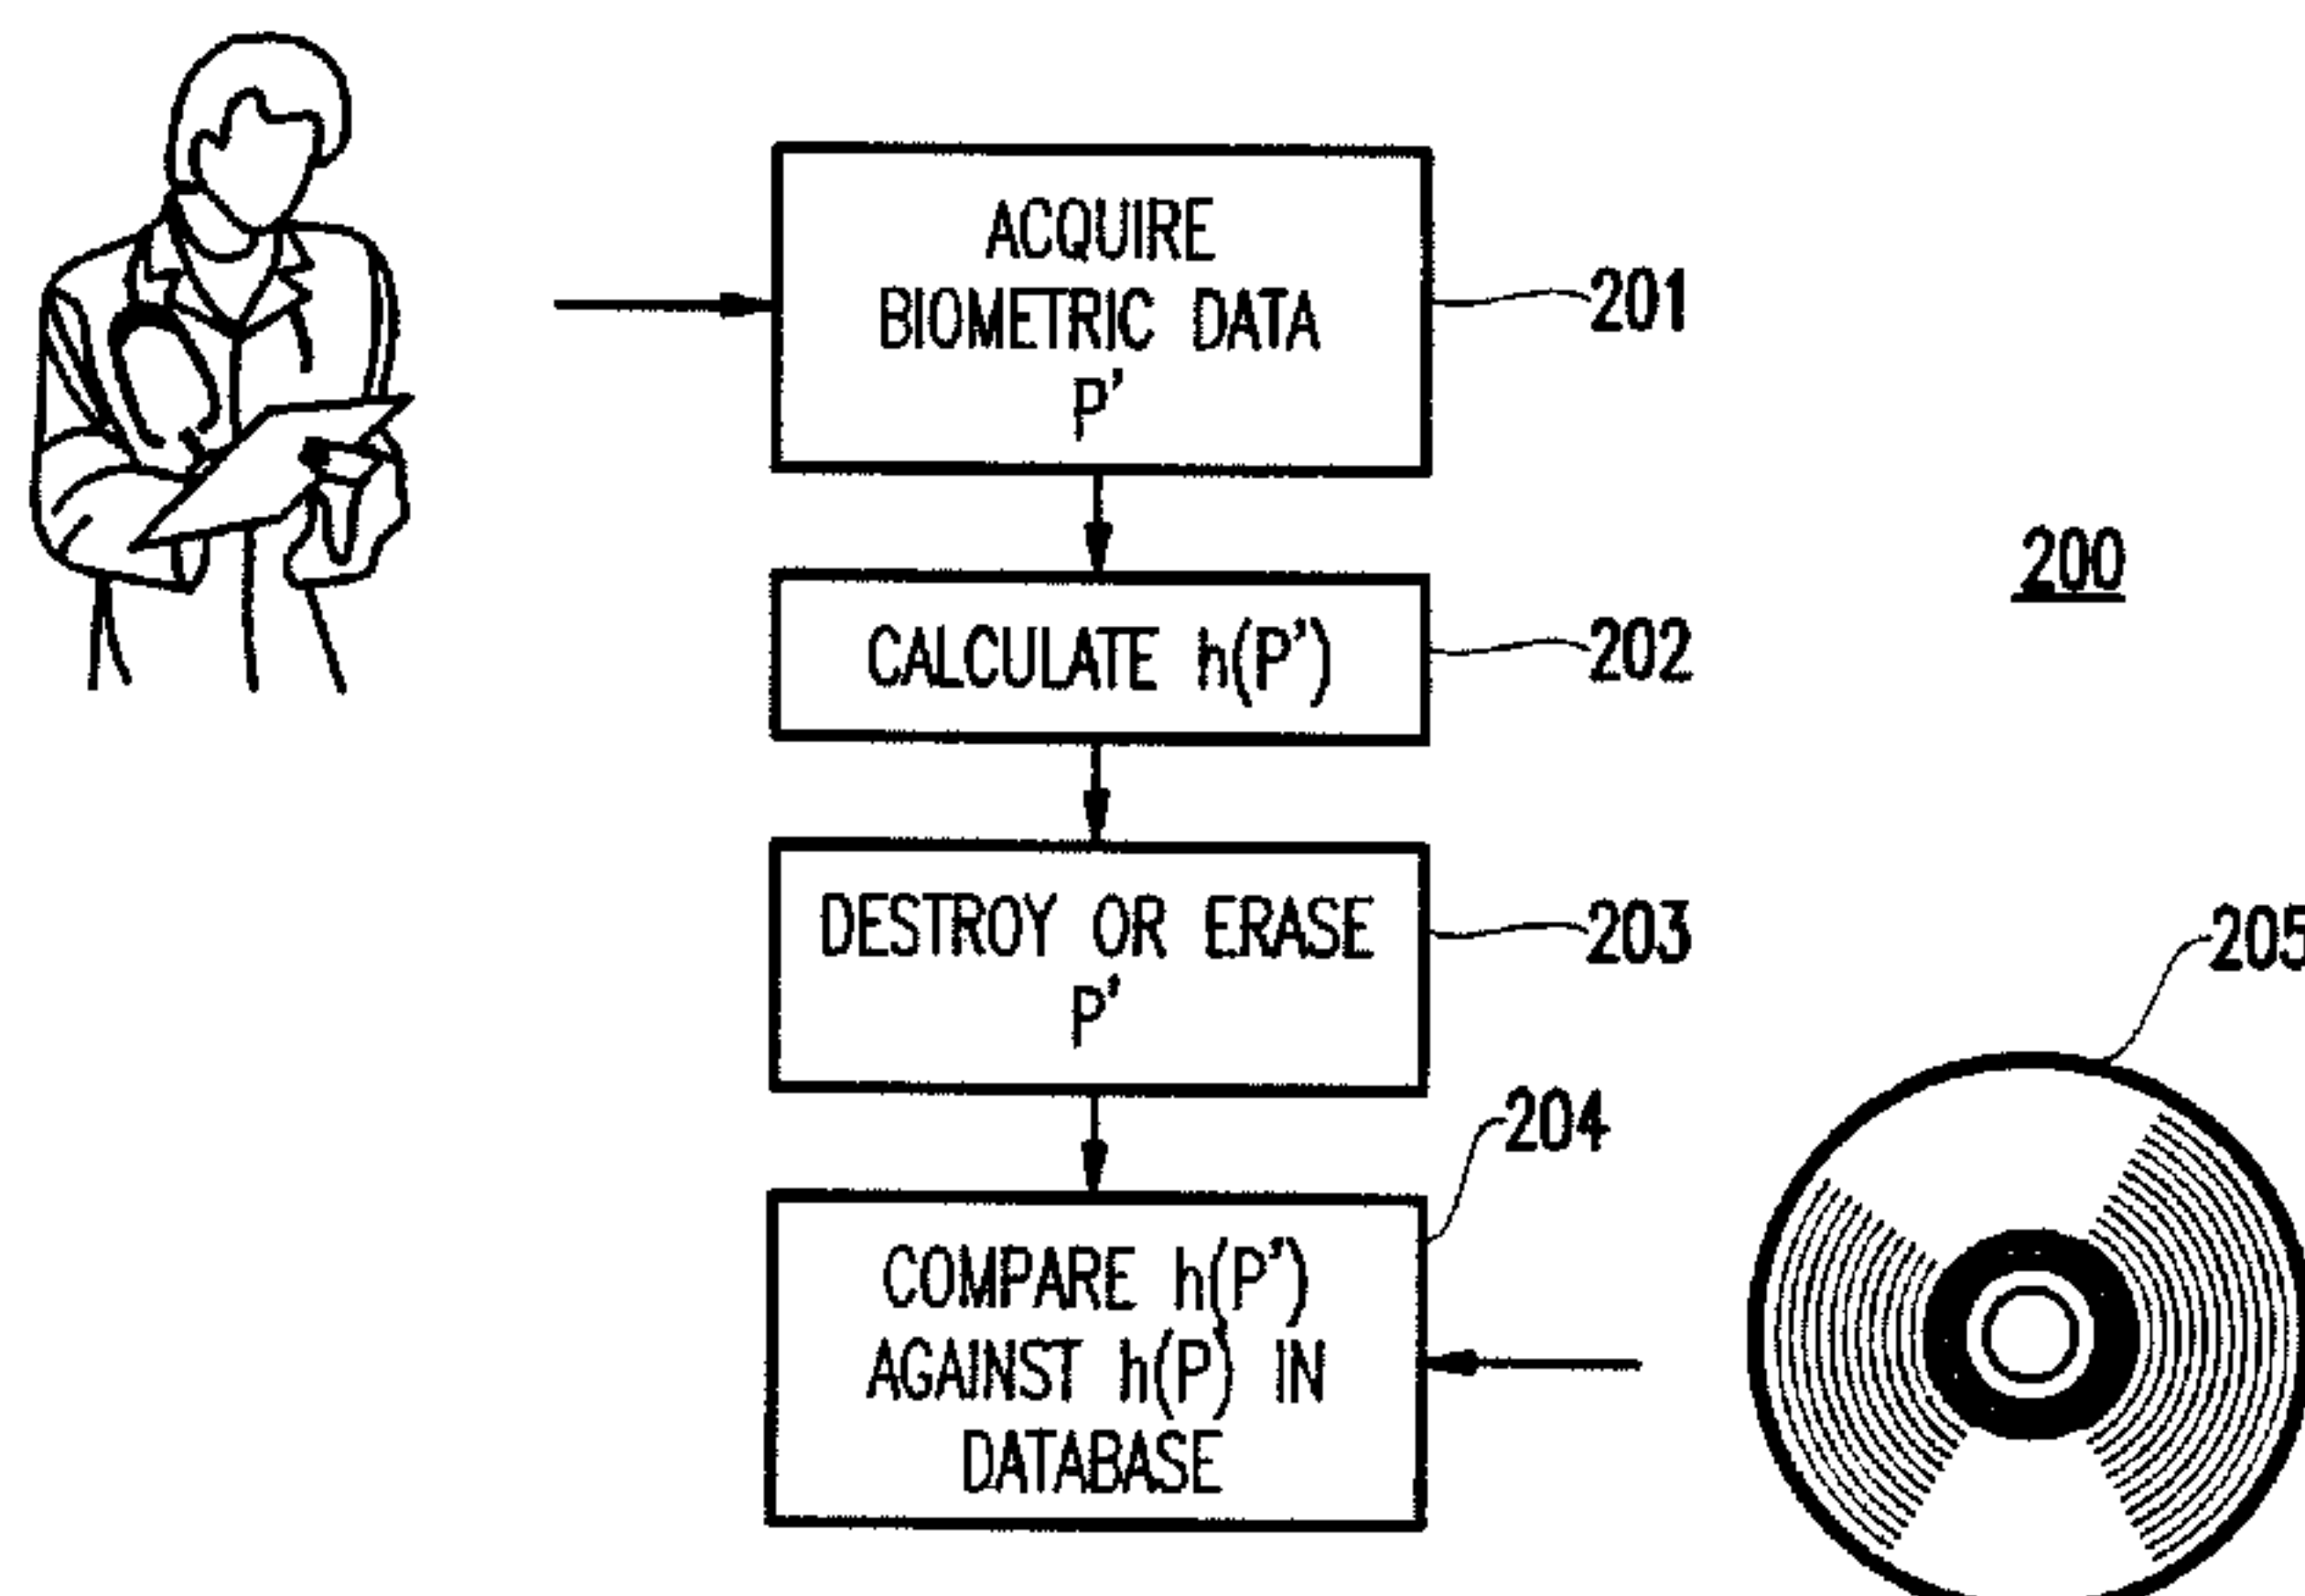 ACQUIRE
BIOMETRIC DATA
P'
201
200
CALCULATE h(P')
202
DESTROY OR ERASE
P'
203
205
204
COMPARE h(P')
AGAINST h(P) IN
DATABASE